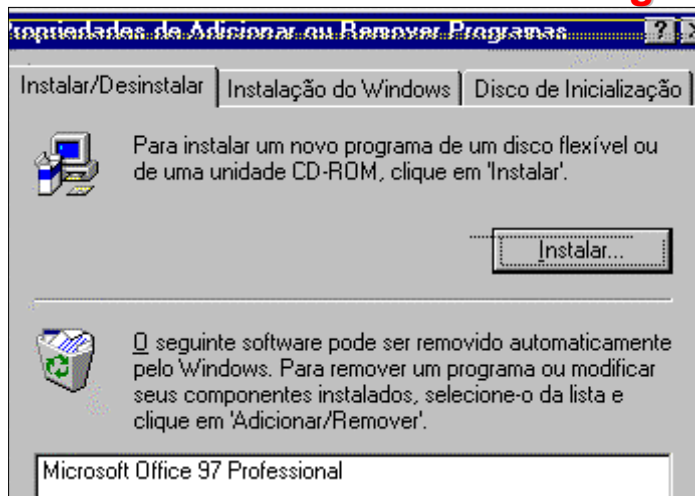 ropriedades de Adicionar ou Remover Programas
Instalar/Desinstalar Instalação do Windows Disco de Inicialização
Para instalar um novo programa de um disco flexível ou
de uma unidade CD-ROM, clique em 'Instalar'.
Instalar...
O seguinte software pode ser removido automaticamente
pelo Windows. Para remover um programa ou modificar
seus componentes instalados, selecione-o da lista e
clique em 'Adicionar/Remover'.
Microsoft Office 97 Professional